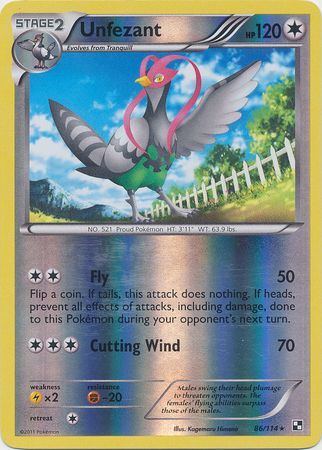 STAGE2
Unfezant
HP120
Evolves from Tranquill
NO. 521 Proud Pokémon HT: 3'11" WT: 63.9 lbs.
Fly 50
Flip a coin. If tails, this attack does nothing. If heads,
prevent all effects of attacks, including damage, done
to this Pokémon during your opponent's next turn.
Cutting Wind 70
weakness
×2
resistance
-20
retreat
Males swing their head plumage
to threaten opponents. The
females' flying abilities surpass
those of the males.
Illus. Kagemaru Himeno
86/114★
©2011 Pokémon